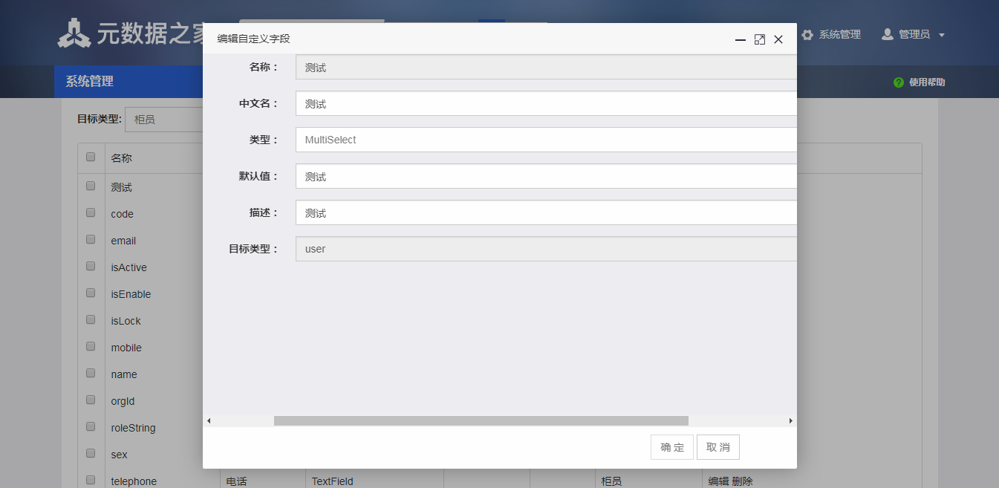 元数据之家
系统管理
管理员
系统管理
使用帮助
目标类型:
柜员
名称
测试
code
email
isActive
isEnable
isLock
mobile
name
orgId
roleString
sex
telephone 电话 TextField 柜员 编辑 删除
编辑自定义字段
名称： 测试
中文名： 测试
类型： MultiSelect
默认值： 测试
描述： 测试
目标类型： user
确 定 取 消